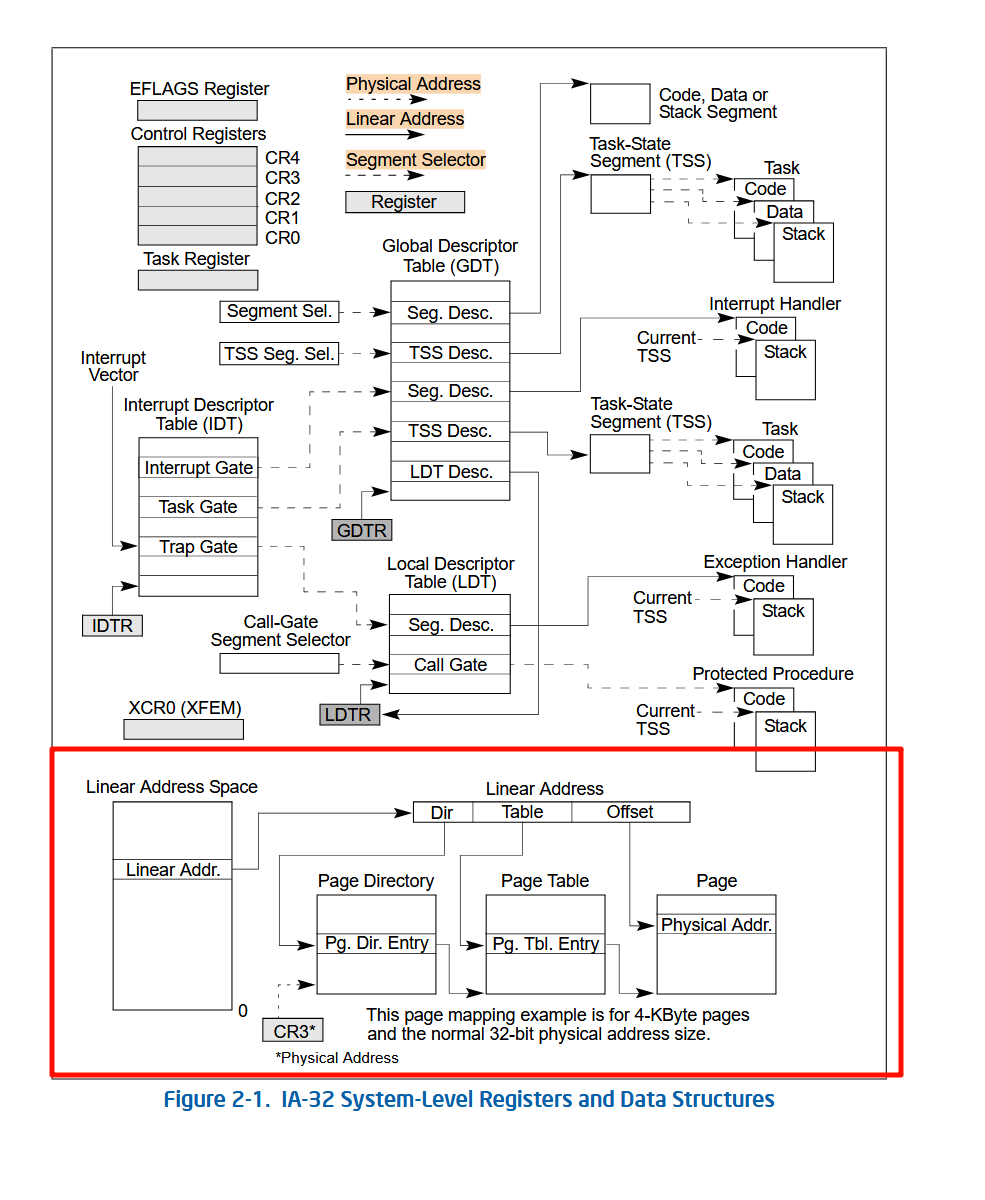 EFLAGS Register
Control Registers
CR4
CR3
CR2
CR1
CR0
Task Register
Physical Address
Linear Address
Segment Selector
Register
Code, Data or
Stack Segment
Task-State
Segment (TSS)
Task
Code
Data
Stack
Global Descriptor
Table (GDT)
Segment Sel.
Seg. Desc.
TSS Seg. Sel.
TSS Desc.
Seg. Desc.
TSS Desc.
LDT Desc.
GDTR
Interrupt Handler
Code
Current
TSS
Stack
Interrupt
Vector
Interrupt Descriptor
Table (IDT)
Interrupt Gate
Task Gate
Trap Gate
IDTR
Task-State
Segment (TSS)
Task
Code
Data
Stack
Local Descriptor
Table (LDT)
Seg. Desc.
Call Gate
LDTR
Call-Gate
Segment Selector
Exception Handler
Code
Current
TSS
Stack
Protected Procedure
Code
Current
TSS
Stack
XCR0 (XFEM)
Linear Address Space
Linear Addr.
0
Linear Address
Dir
Table
Offset
Page Directory
Pg. Dir. Entry
Page Table
Pg. Tbl. Entry
Page
Physical Addr.
CR3*
*Physical Address
This page mapping example is for 4-KByte pages
and the normal 32-bit physical address size.
Figure 2-1. IA-32 System-Level Registers and Data Structures